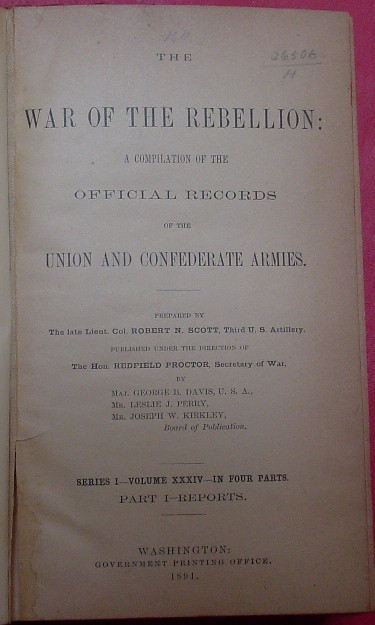 THE
26506
WAR OF THE REBELLION:
A COMPILATION OF THE
OFFICIAL RECORDS
OF THE
UNION AND CONFEDERATE ARMIES.
PREPARED BY
The late Lieut. Col. ROBERT N. SCOTT, Third U. S. Artillery.
PUBLISHED UNDER THE DIRECTION OF
The Hon. REDFIELD PROCTOR, Secretary of War,
BY
MAJ. GEORGE B. DAVIS, U. S. A.,
MR. LESLIE J. PERRY,
MR. JOSEPH W. KIRKLEY,
Board of Publication.
SERIES I—VOLUME XXXIV—IN FOUR PARTS.
PART I—REPORTS.
WASHINGTON:
GOVERNMENT PRINTING OFFICE,
1891.